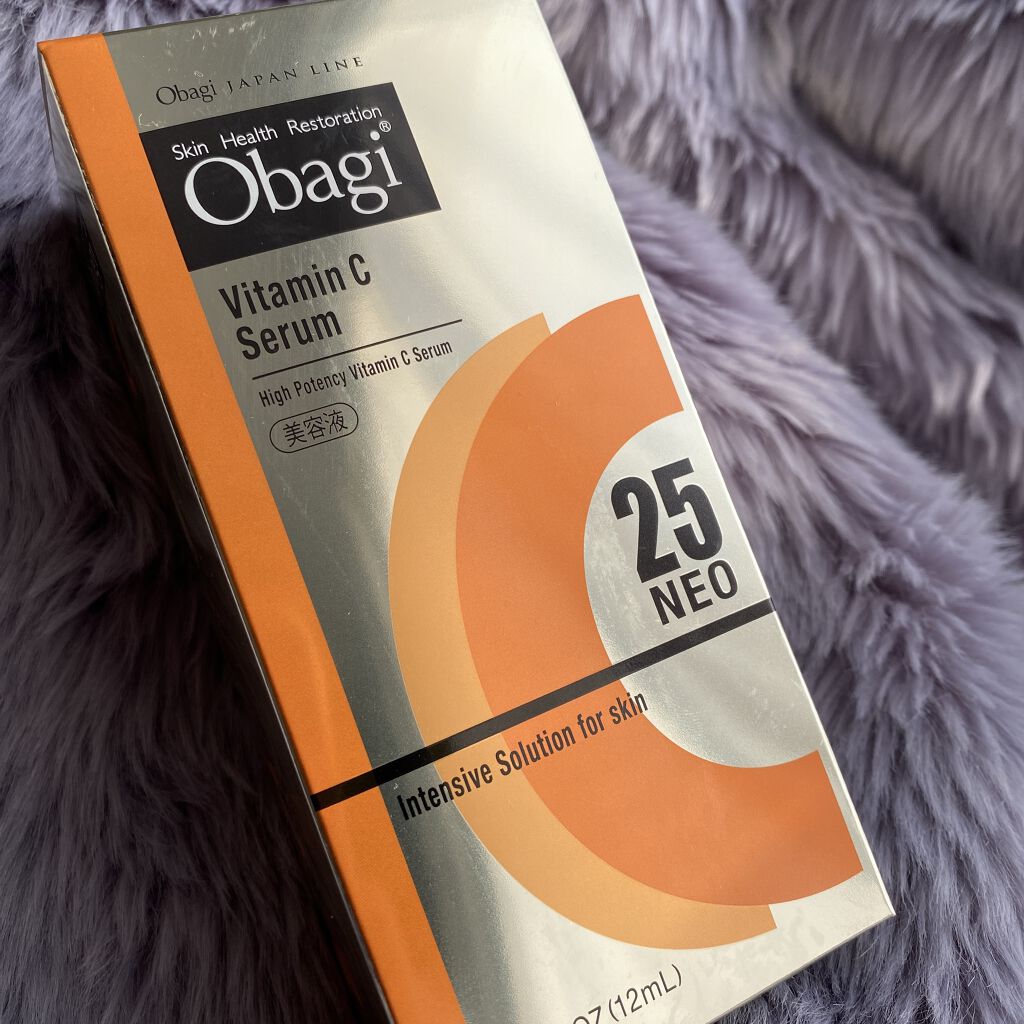 Obagi JAPAN LINE
Skin Health Restoration
Obagi®
Vitamin C
Serum
High Potency Vitamin C Serum
美容液
25
NEO
Intensive Solution for skin
(12mL)